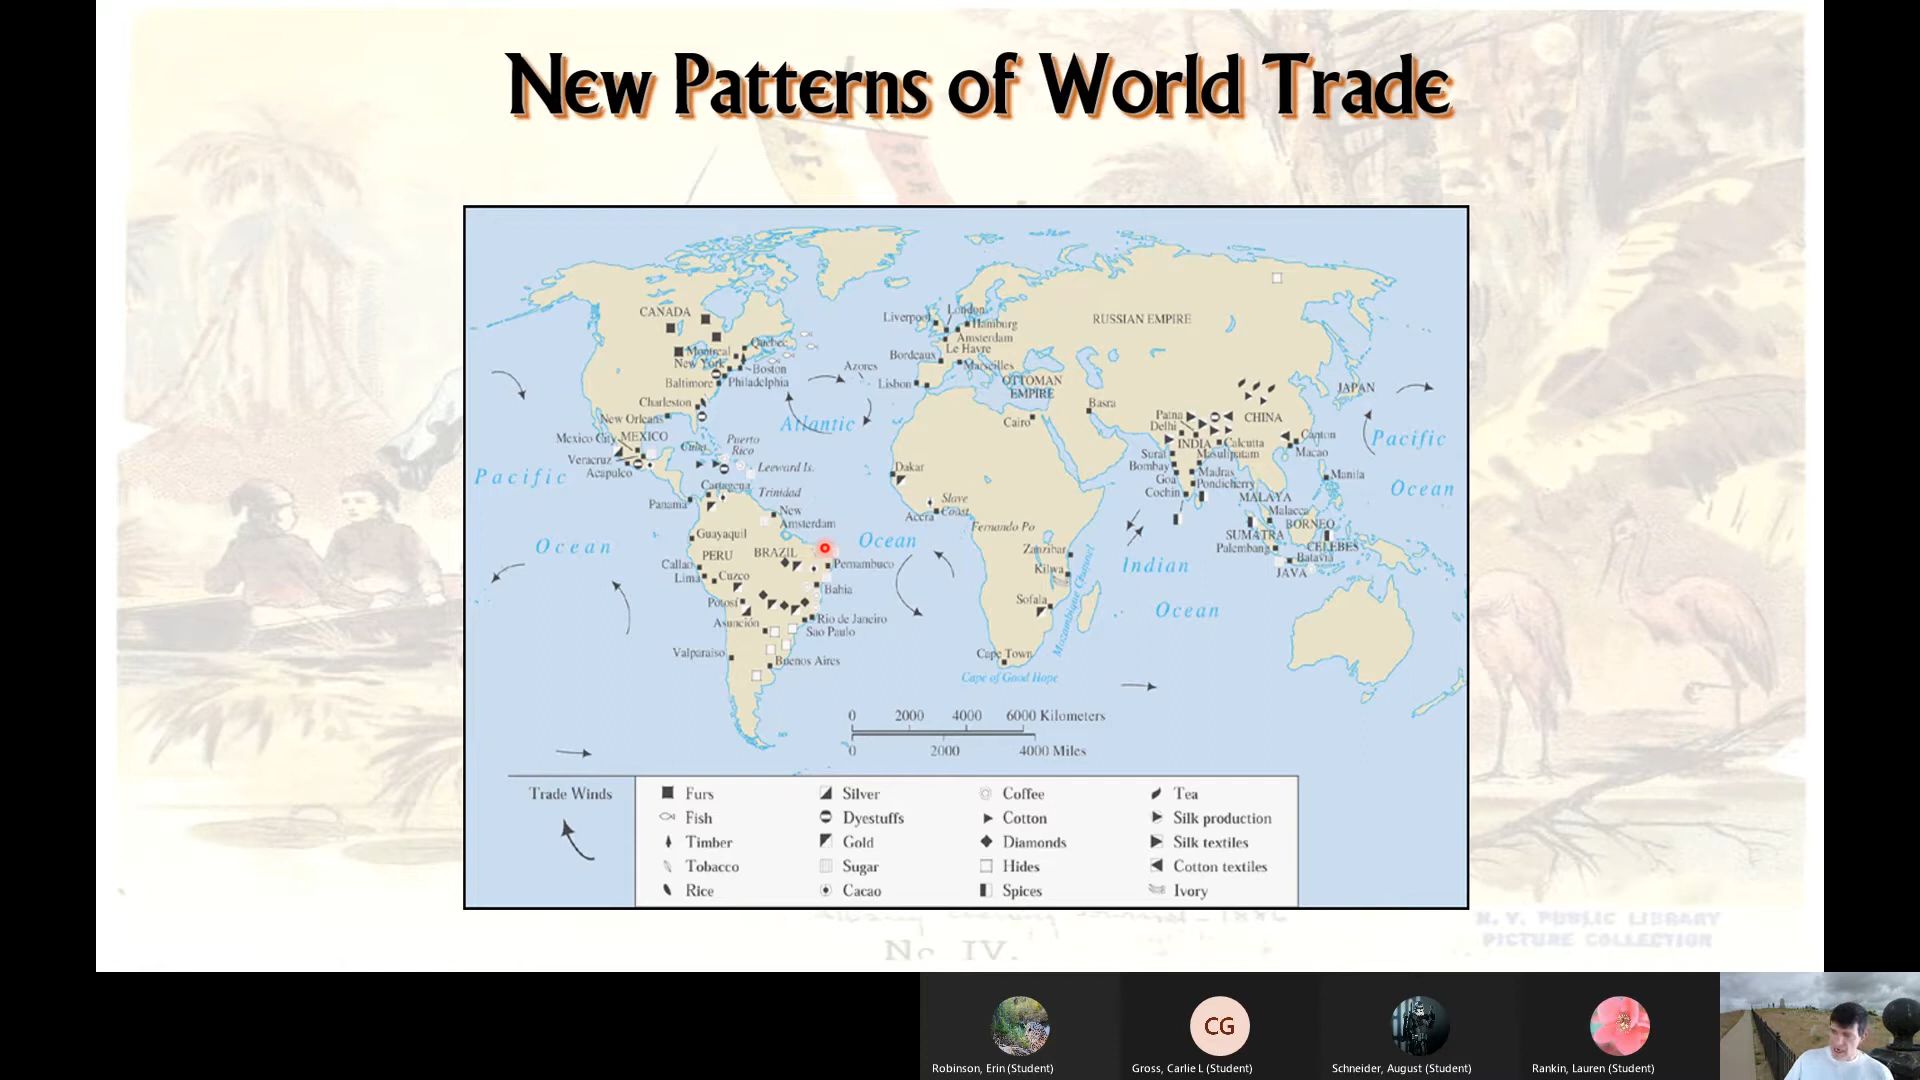 New Patterns of World Trade
CANADA
Montreal
Quebec
New York
Boston
Baltimore
Philadelphia
Charleston
New Orleans
Mexico City
MEXICO
Veracruz
Acapulco
Cuba
Puerto
Rico
Leeward Is.
Cartagena
Trinidad
Panama
New
Amsterdam
Guayaquil
PERU
BRAZIL
Pernambuco
Callao
Lima
Cuzco
Bahia
Potosí
Asunción
Rio de Janeiro
Sao Paulo
Valparaiso
Buenos Aires
Pacific
Ocean
Atlantic
Ocean
Azores
Liverpool
London
Hamburg
Amsterdam
Le Havre
Bordeaux
Marseilles
Lisbon
OTTOMAN
EMPIRE
RUSSIAN EMPIRE
Cairo
Basra
Dakar
Accra
Slave
Coast
Fernando Po
Zanzibar
Kilwa
Sofala
Mozambique Channel
Cape Town
Cape of Good Hope
Patna
Delhi
INDIA
Calcutta
Surat
Masulipatam
Bombay
Madras
Goa
Pondicherry
Cochin
CHINA
Canton
Macao
JAPAN
Manila
MALAYA
Malacca
BORNEO
SUMATRA
CELEBES
Palembang
Batavia
JAVA
Indian
Ocean
Pacific
Ocean
0 2000 4000 6000 Kilometers
0 2000 4000 Miles
Trade Winds
Furs
Fish
Timber
Tobacco
Rice
Silver
Dyestuffs
Gold
Sugar
Cacao
Coffee
Cotton
Diamonds
Hides
Spices
Tea
Silk production
Silk textiles
Cotton textiles
Ivory
No IV.
N. Y. PUBLIC LIBRARY
PICTURE COLLECTION
CG
Robinson, Erin (Student)
Gross, Carlie L (Student)
Schneider, August (Student)
Rankin, Lauren (Student)